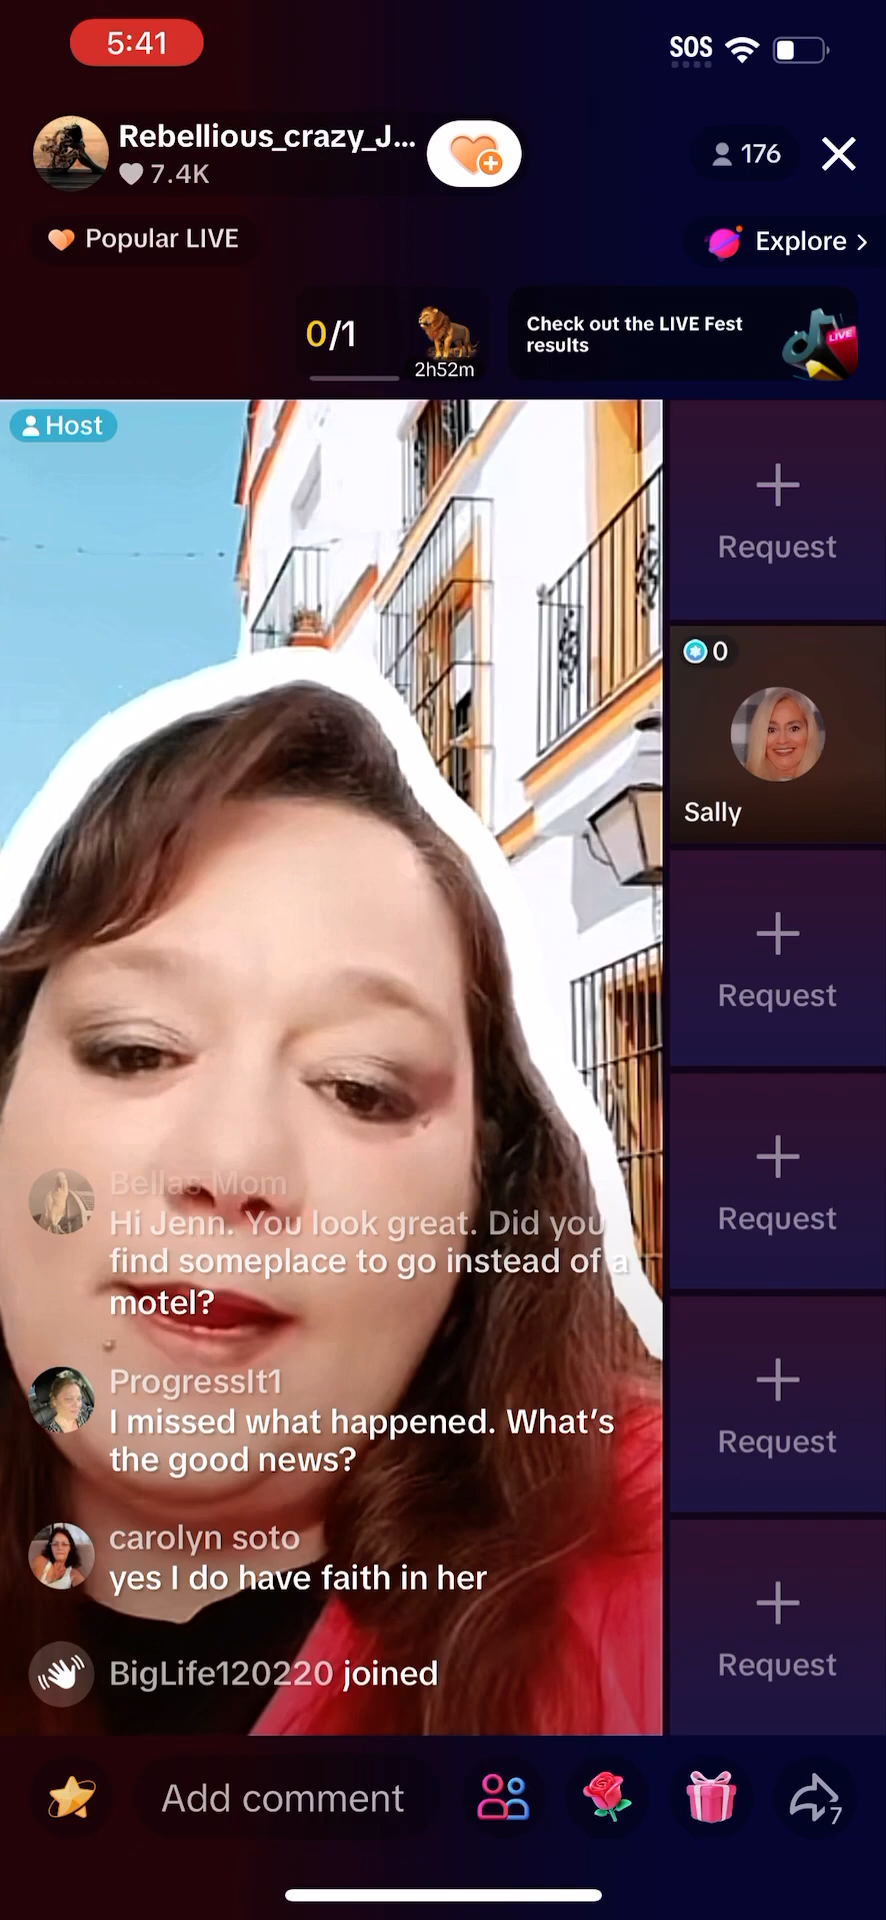 5:41
SOS
Rebellious_crazy_J...
7.4K
176
Popular LIVE
Explore >
0/1
2h52m
Check out the LIVE Fest
results
LIVE
Host
Request
0
Sally
Request
Request
Request
Request
Bellas Mom
Hi Jenn. You look great. Did you
find someplace to go instead of a
motel?
ProgressIt1
I missed what happened. What's
the good news?
carolyn soto
yes I do have faith in her
BigLife120220 joined
Add comment
7